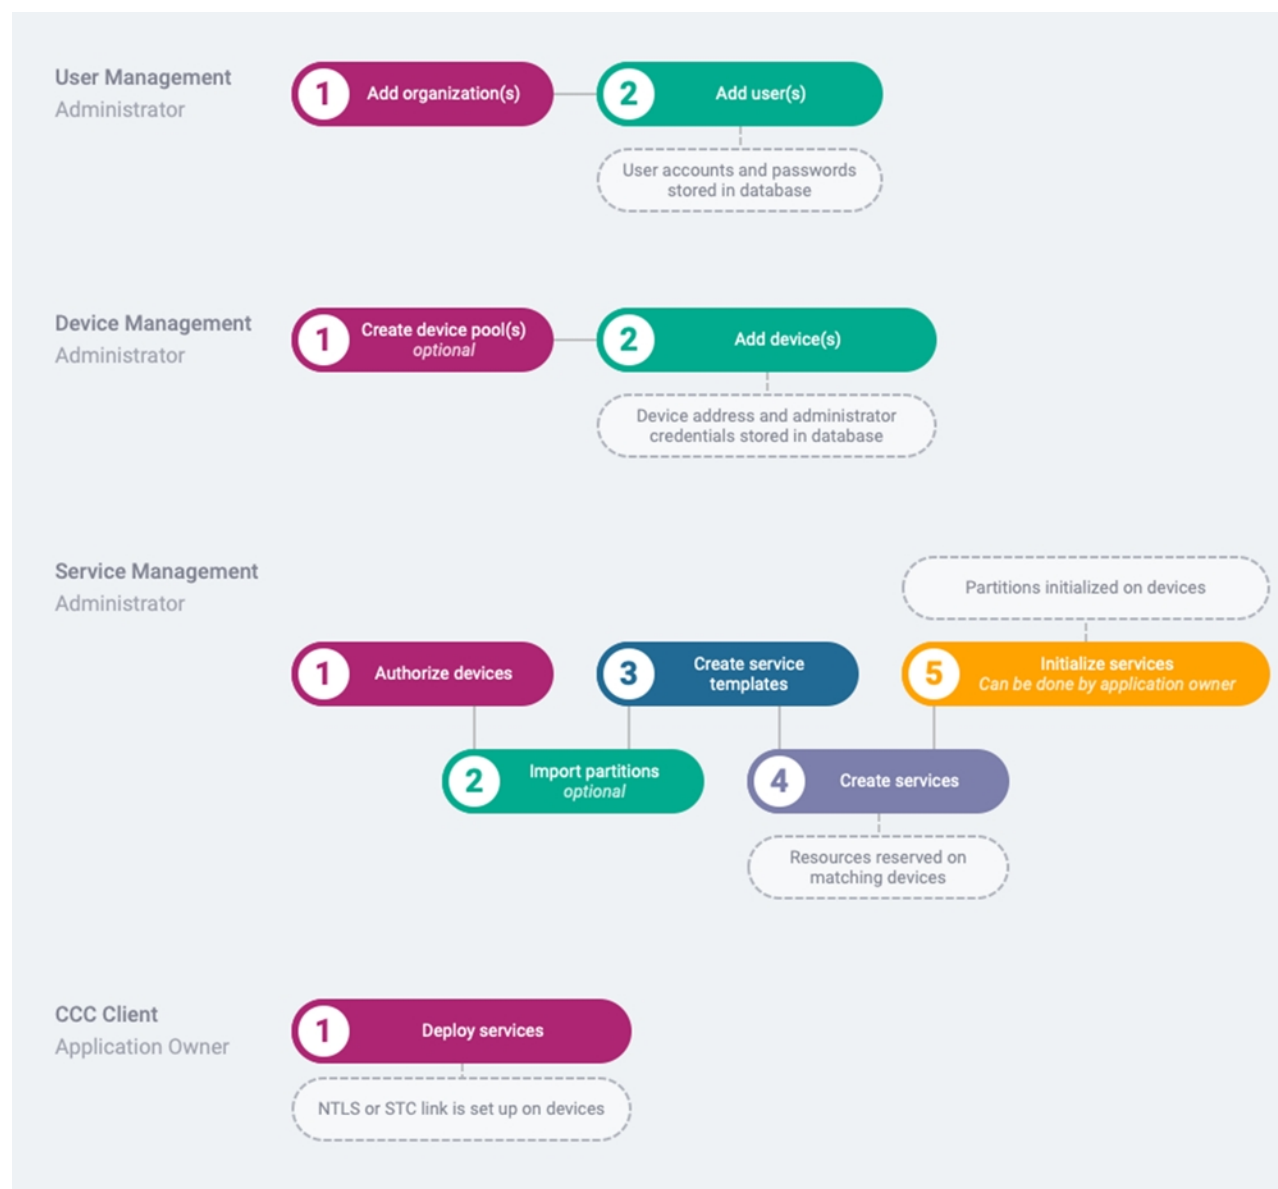 User Management
Administrator
1
Add organization(s)
2
Add user(s)
User accounts and passwords
stored in database
Device Management
Administrator
1
Create device pool(s)
optional
2
Add device(s)
Device address and administrator
credentials stored in database
Service Management
Administrator
Partitions initialized on devices
1
Authorize devices
3
Create service
templates
5
Initialize services
Can be done by application owner
2
Import partitions
optional
4
Create services
Resources reserved on
matching devices
CCC Client
Application Owner
1
Deploy services
NTLS or STC link is set up on devices